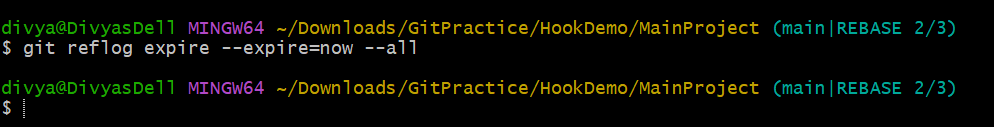 divya@DivyasDell MINGW64 ~/Downloads/GitPractice/HookDemo/MainProject (main|REBASE 2/3)
$ git reflog expire --expire=now --all
divya@DivyasDell MINGW64 ~/Downloads/GitPractice/HookDemo/MainProject (main|REBASE 2/3)
$